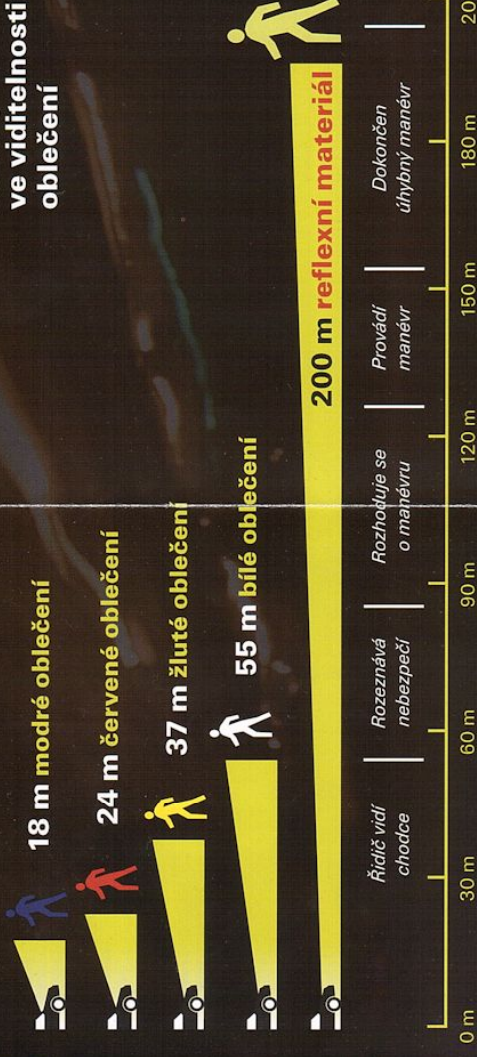 ve viditelnosti
oblečení
18 m modré oblečení
24 m červené oblečení
37 m žluté oblečení
55 m bílé oblečení
200 m reflexní materiál
Řidič vidí
chodce
Rozeznává
nebezpečí
Rozhoduje se
o manévru
Provádí
manévr
Dokončen
úhybný manévr
0 m
30 m
60 m
90 m
120 m
150 m
180 m
20